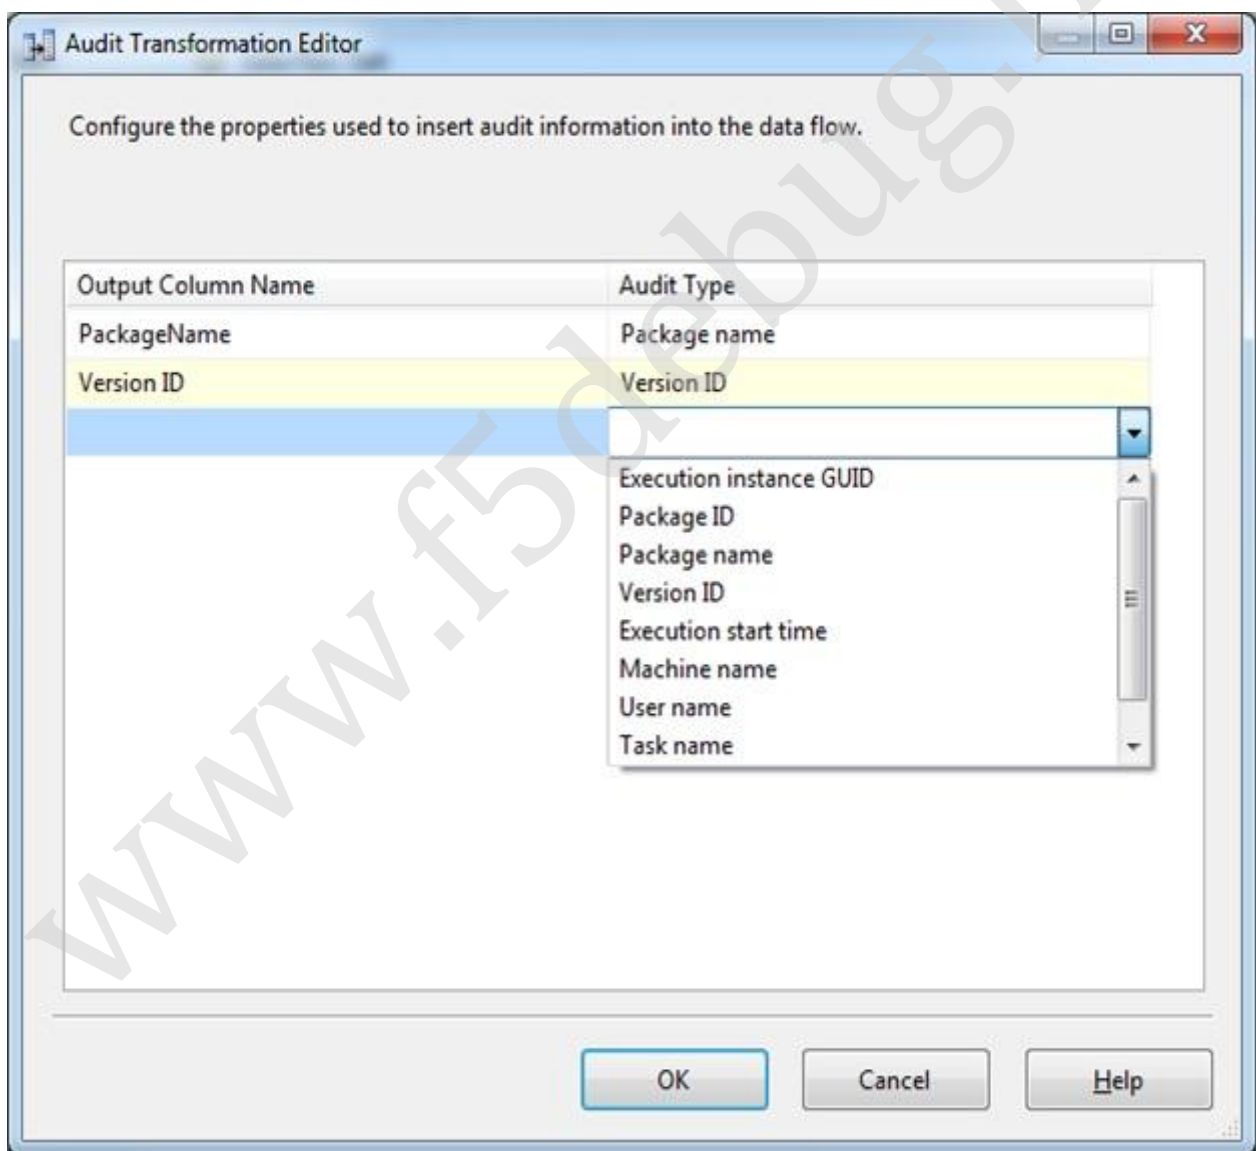 Audit Transformation Editor
Configure the properties used to insert audit information into the data flow.
Output Column Name Audit Type
PackageName Package name
Version ID Version ID
Execution instance GUID
Package ID
Package name
Version ID
Execution start time
Machine name
User name
Task name
OK Cancel Help
www.f5debug.